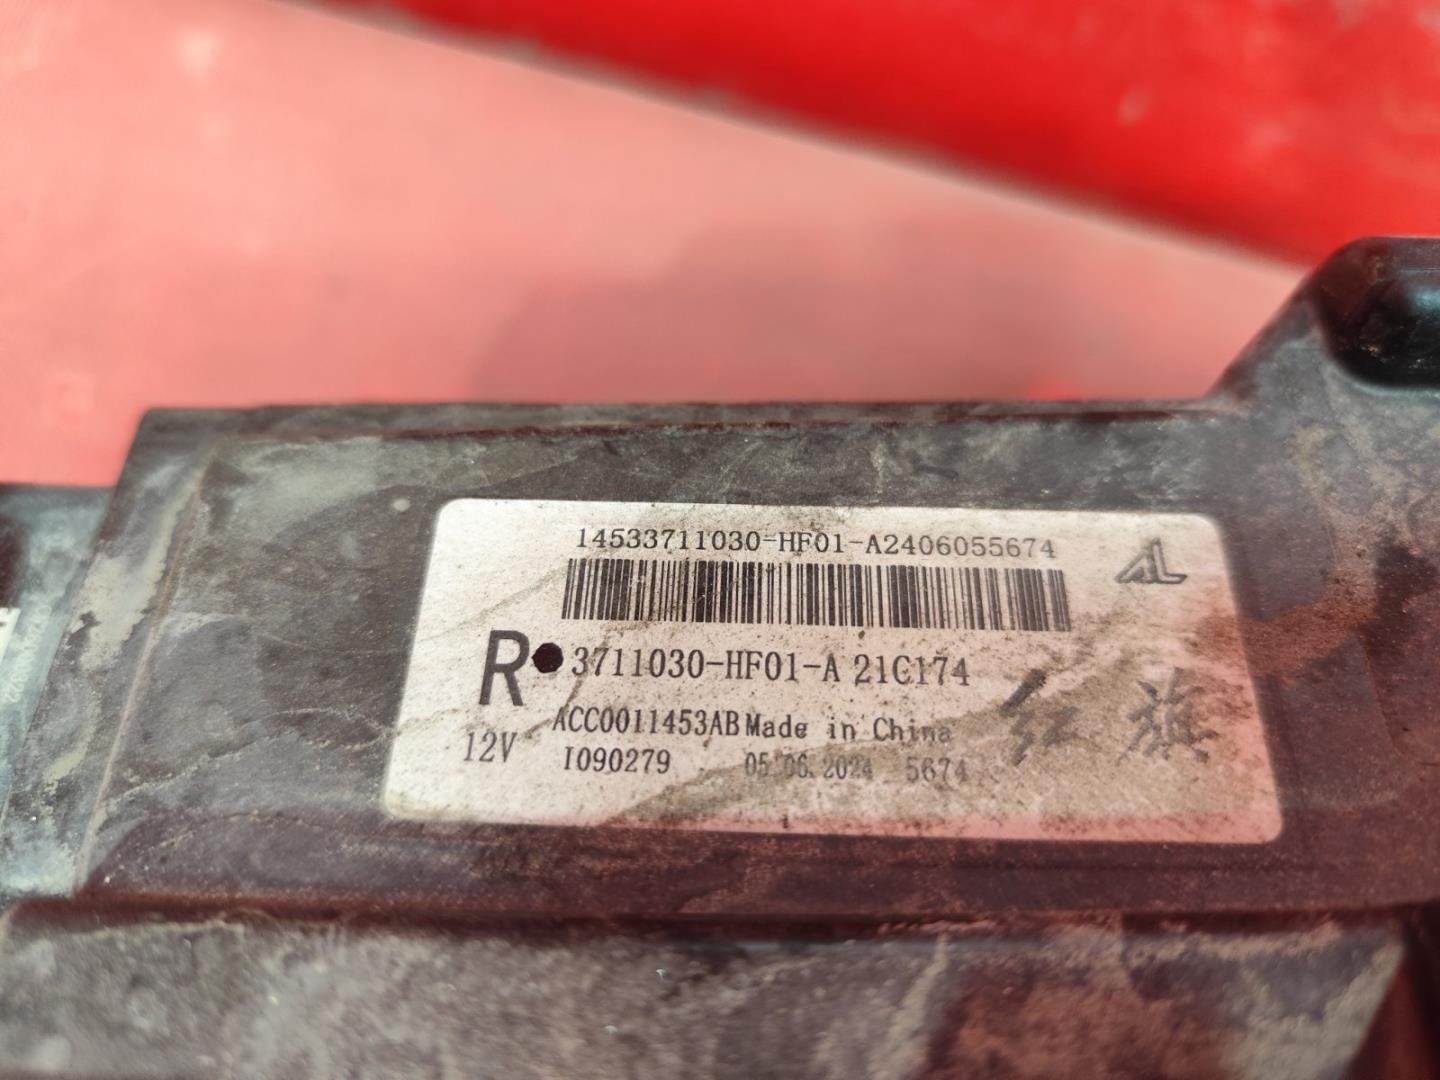 14533711030-HF01-A2406055674
AL
R 3711030-HF01-A 21C174
ACC0011453AB Made in China
12V I090279 05.06.2024 5674
红旗